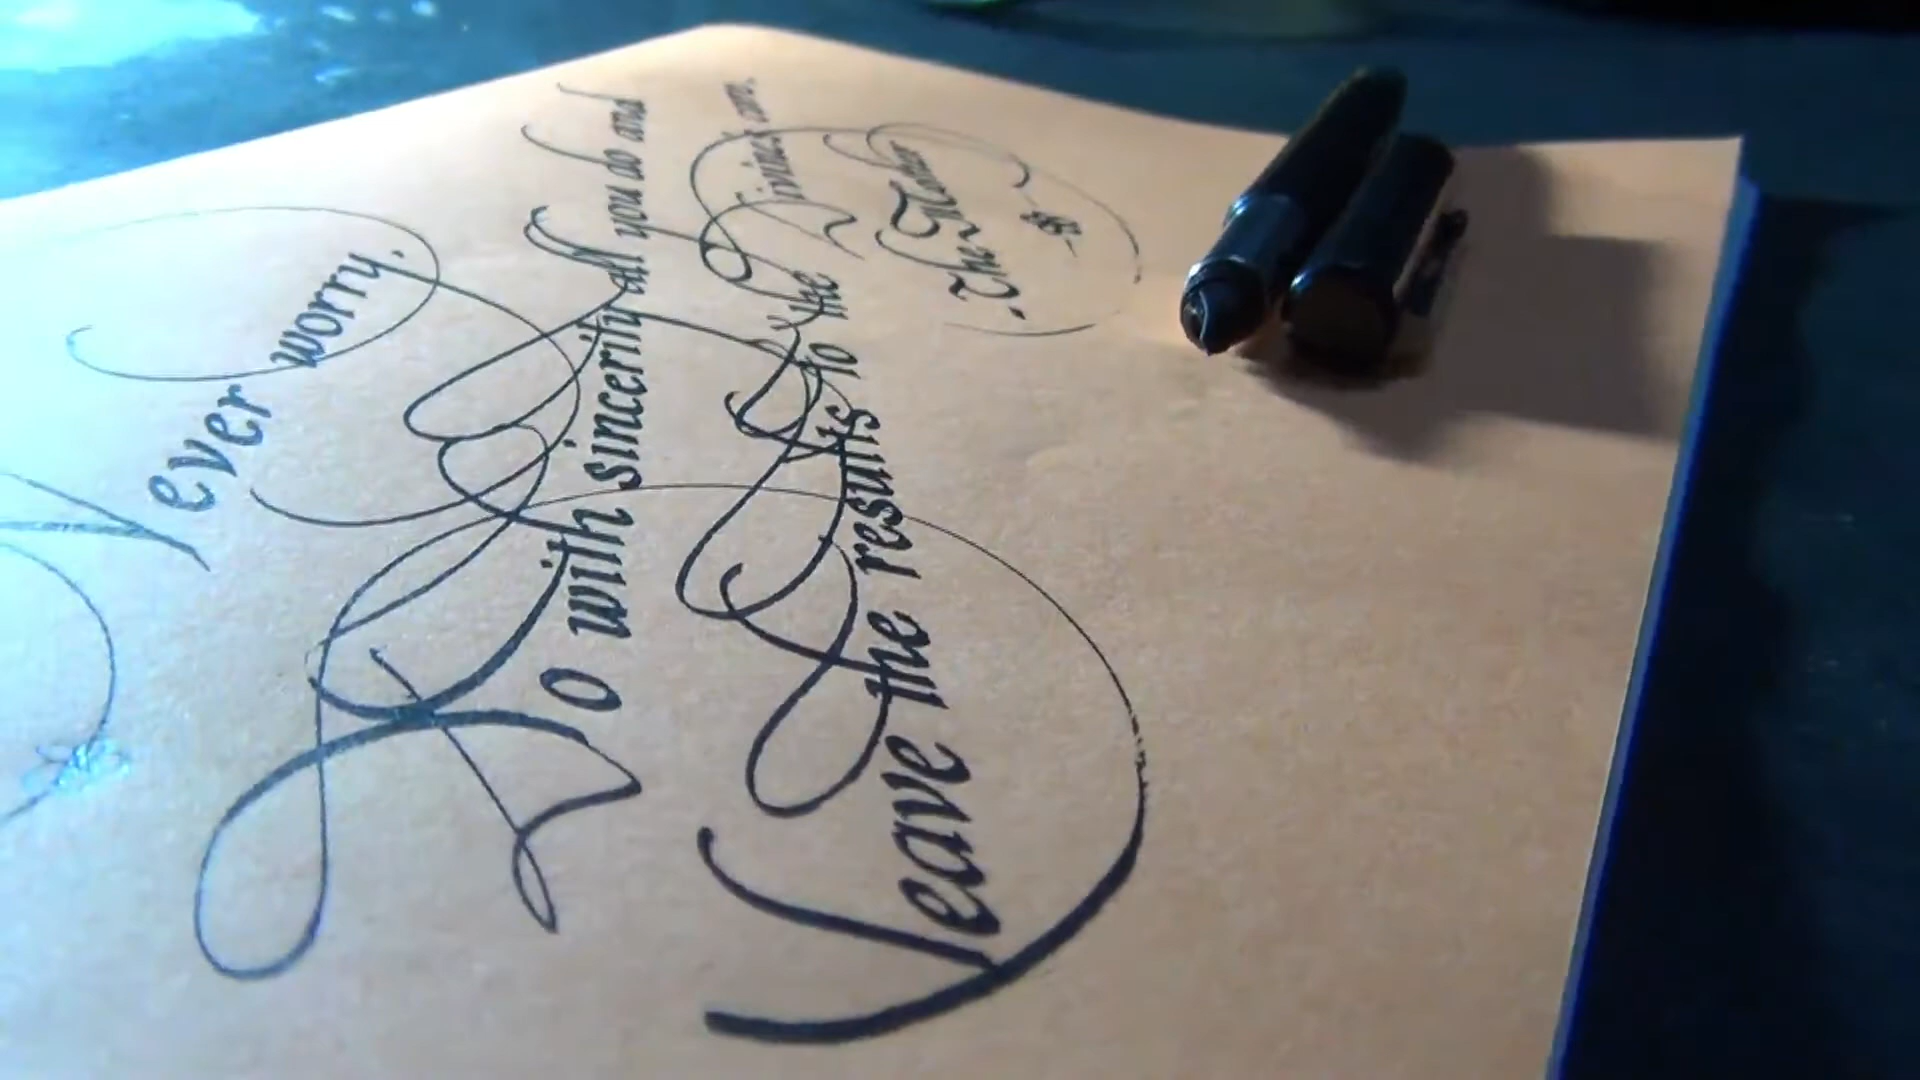 Never worry.
Do with sincerity all you do and
Leave the results to the Divine's care.
- The Mother